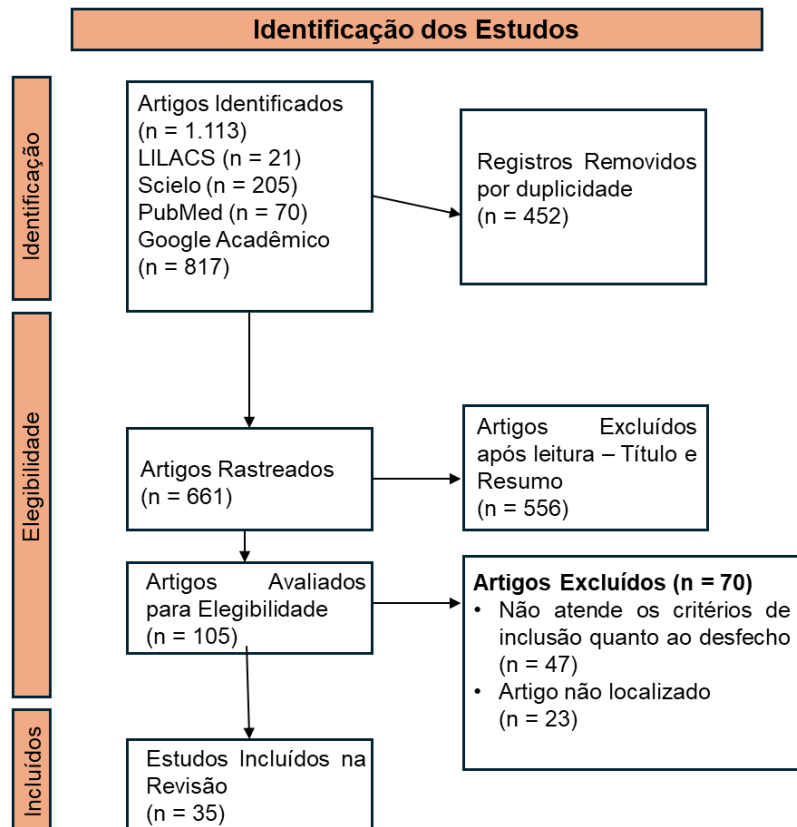 Identificação dos Estudos
Identificação
Artigos Identificados
(n = 1.113)
LILACS (n = 21)
Scielo (n = 205)
PubMed (n = 70)
Google Acadêmico
(n = 817)
Registros Removidos
por duplicidade
(n = 452)
Elegibilidade
Artigos Rastreados
(n = 661)
Artigos Excluídos
após leitura – Título e
Resumo
(n = 556)
Artigos Avaliados
para Elegibilidade
(n = 105)
Artigos Excluídos (n = 70)
• Não atende os critérios de
inclusão quanto ao desfecho
(n = 47)
• Artigo não localizado
(n = 23)
Incluídos
Estudos Incluídos na
Revisão
(n = 35)